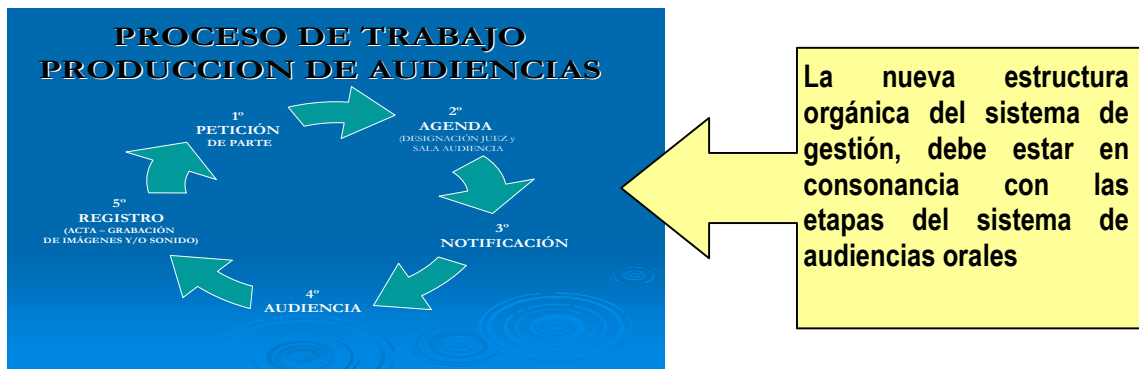 PROCESO DE TRABAJO
PRODUCCION DE AUDIENCIAS
1º
PETICIÓN
DE PARTE
2º
AGENDA
(DESIGNACIÓN JUEZ y
SALA AUDIENCIA
3º
NOTIFICACIÓN
4º
AUDIENCIA
5º
REGISTRO
(ACTA – GRABACIÓN
DE IMÁGENES Y/O SONIDO)
La nueva estructura
orgánica del sistema de
gestión, debe estar en
consonancia con las
etapas del sistema de
audiencias orales